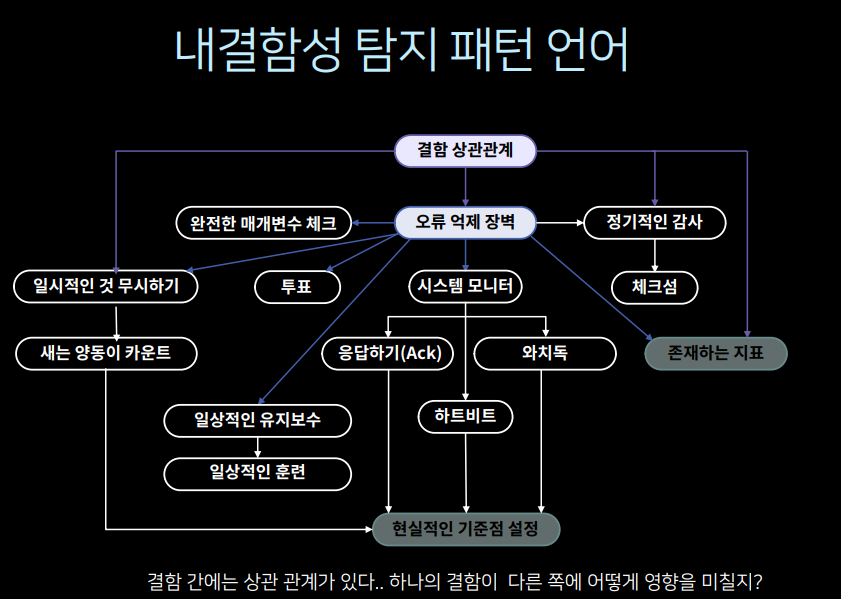 내결함성 탐지 패턴 언어
결함 상관관계
완전한 매개변수 체크
오류 억제 장벽
정기적인 감사
일시적인 것 무시하기
투표
시스템 모니터
체크섬
새는 양동이 카운트
응답하기(Ack)
와치독
존재하는 지표
일상적인 유지보수
하트비트
일상적인 훈련
현실적인 기준점 설정
결함 간에는 상관 관계가 있다.. 하나의 결함이 다른 쪽에 어떻게 영향을 미칠지?